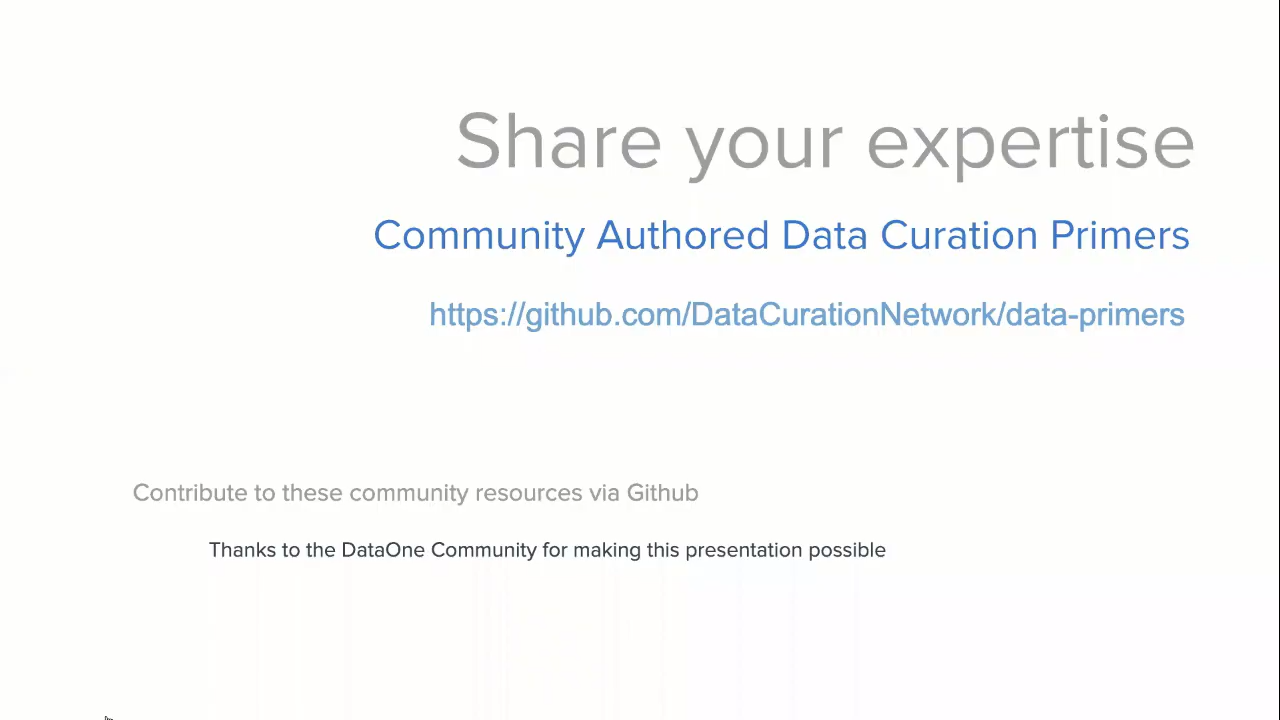 Share your expertise
Community Authored Data Curation Primers
https://github.com/DataCurationNetwork/data-primers
Contribute to these community resources via Github
Thanks to the DataOne Community for making this presentation possible